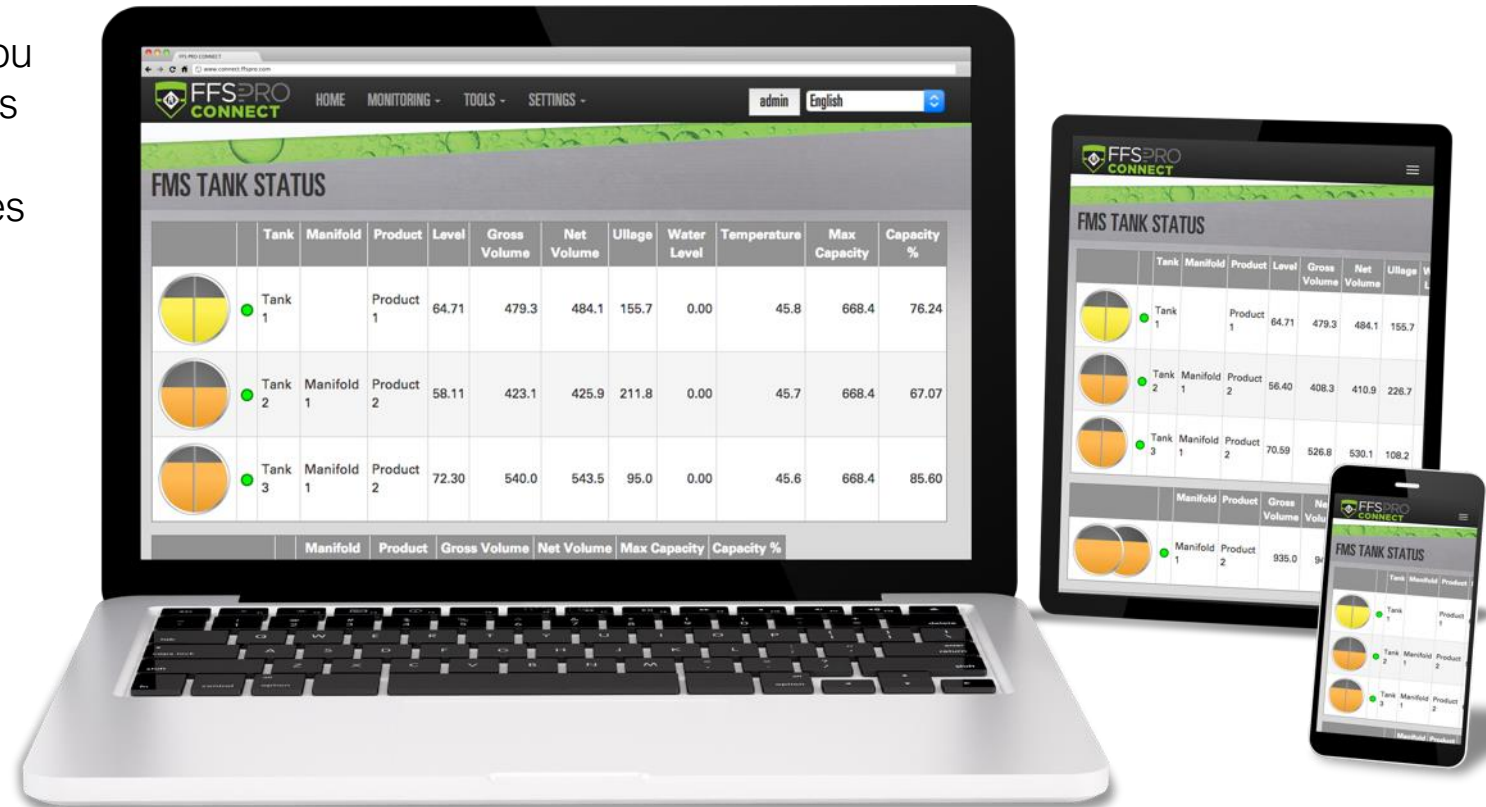 ou
s
es
FFS PRO CONNECT
www.connect.ffspro.com
FFSPRO
CONNECT
HOME MONITORING - TOOLS - SETTINGS -
admin English
FMS TANK STATUS
Tank Manifold Product Level Gross Volume Net Volume Ullage Water Level Temperature Max Capacity Capacity %
Tank 1 Product 1 64.71 479.3 484.1 155.7 0.00 45.8 668.4 76.24
Tank 2 Manifold 1 Product 2 58.11 423.1 425.9 211.8 0.00 45.7 668.4 67.07
Tank 3 Manifold 1 Product 2 72.30 540.0 543.5 95.0 0.00 45.6 668.4 85.60
Manifold Product Gross Volume Net Volume Max Capacity Capacity %
delete
return
shift
control option
option
FFSPRO
CONNECT
FMS TANK STATUS
Tank Manifold Product Level Gross Volume Net Volume Ullage
Tank 1 Product 1 64.71 479.3 484.1 155.7
Tank 2 Manifold 1 Product 2 56.40 408.3 410.9 226.7
Tank 3 Manifold 1 Product 2 70.59 526.8 530.1 108.2
Manifold Product Gross Volume
Manifold 1 Product 2 935.0
FFSPRO
CONNECT
FMS TANK STATUS
Tank Manifold Product
Tank 1 Product 1
Tank 2 Manifold 1 Product 2
Tank 3 Manifold 1 Product 2
Manifold Product